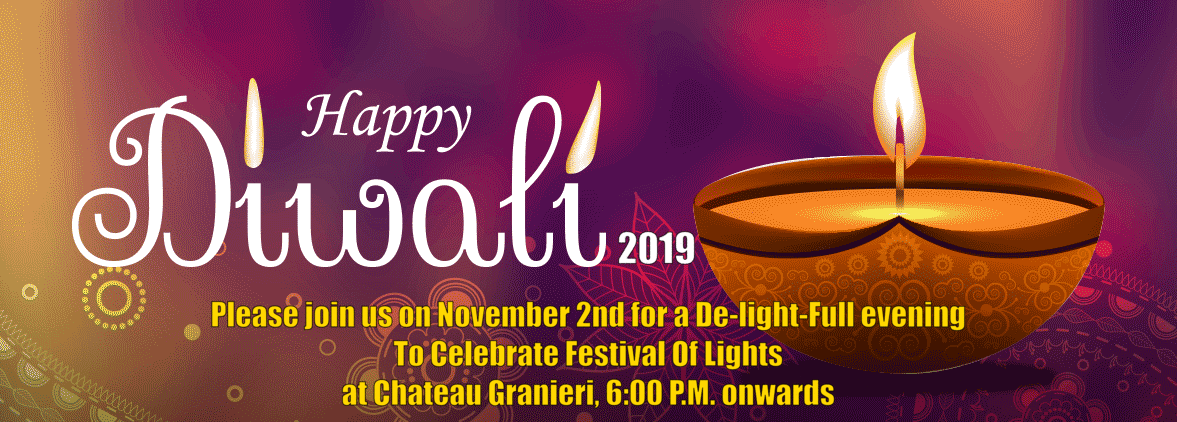 Happy
Diwali 2019
Please join us on November 2nd for a De-light-Full evening
To Celebrate Festival Of Lights
at Chateau Granieri, 6:00 P.M. onwards